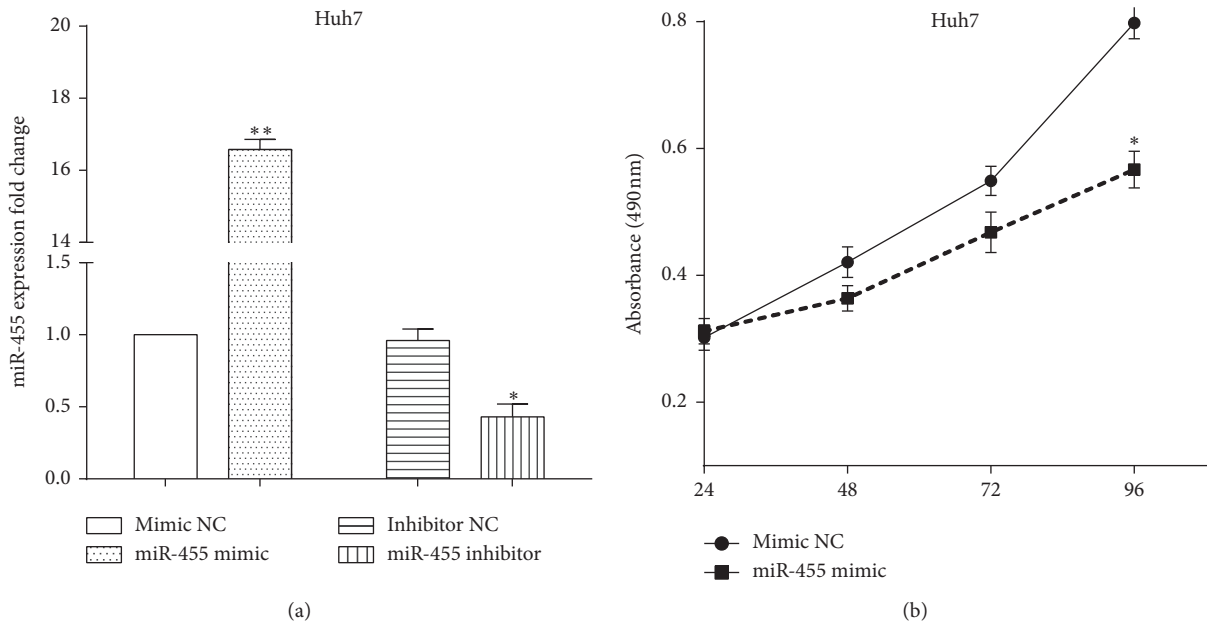 Huh7
miR-455 expression fold change
20
18
16
14
1.5
1.0
0.5
0.0
**
*
Mimic NC
miR-455 mimic
Inhibitor NC
miR-455 inhibitor
(a)
Huh7
Absorbance (490 nm)
0.8
0.6
0.4
0.2
*
24 48 72 96
Mimic NC
miR-455 mimic
(b)